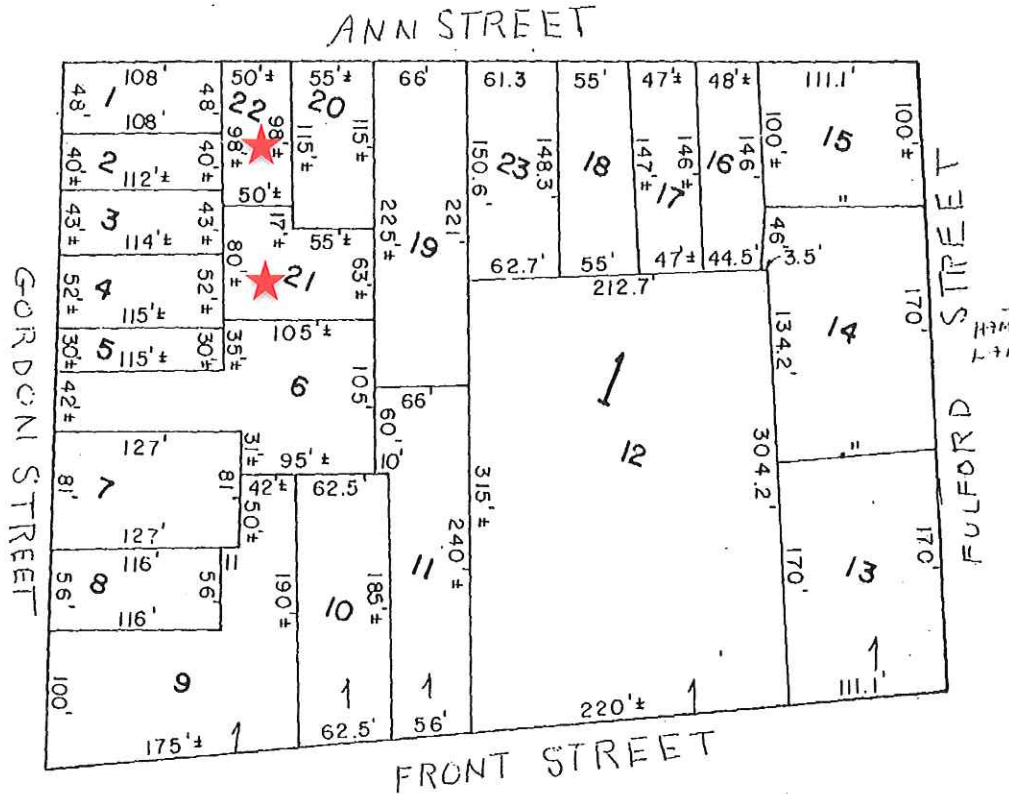 ANN STREET
108' 50'± 55'± 66' 61.3 55' 47'± 48'± 111.1'
48' 1 48' 22 20
108'
98'± 98'± 115'± 115'± 150.6' 23 148.3' 18 147'± 146'± 17 16 146' 100'± 15 100'±
40'± 2 40'±
112'±
50'±
43'± 3 43'± 17'± 55'± 225'± 19 221'
114'±
80' 21 63'±
62.7' 55' 47'± 44.5' 46' 3.5'
"
212.7'
52'± 4 52'±
115'±
105'±
30'± 5 115'± 30'± 35'±
6 105'
42'±
66'
60'
1
134.2' 14 170'
12
127' 31'± 95'± 10'
"
81' 7 81' 42'± 62.5'
50'±
315'± 304.2'
127'
116'
56' 8 56' 11
116'
190'± 10 185'± 11 240'±
170' 13 170'
9
100'
175'± 62.5' 56' 220'± 111.1'
GORDON STREET
FULFORD STREET
FRONT STREET